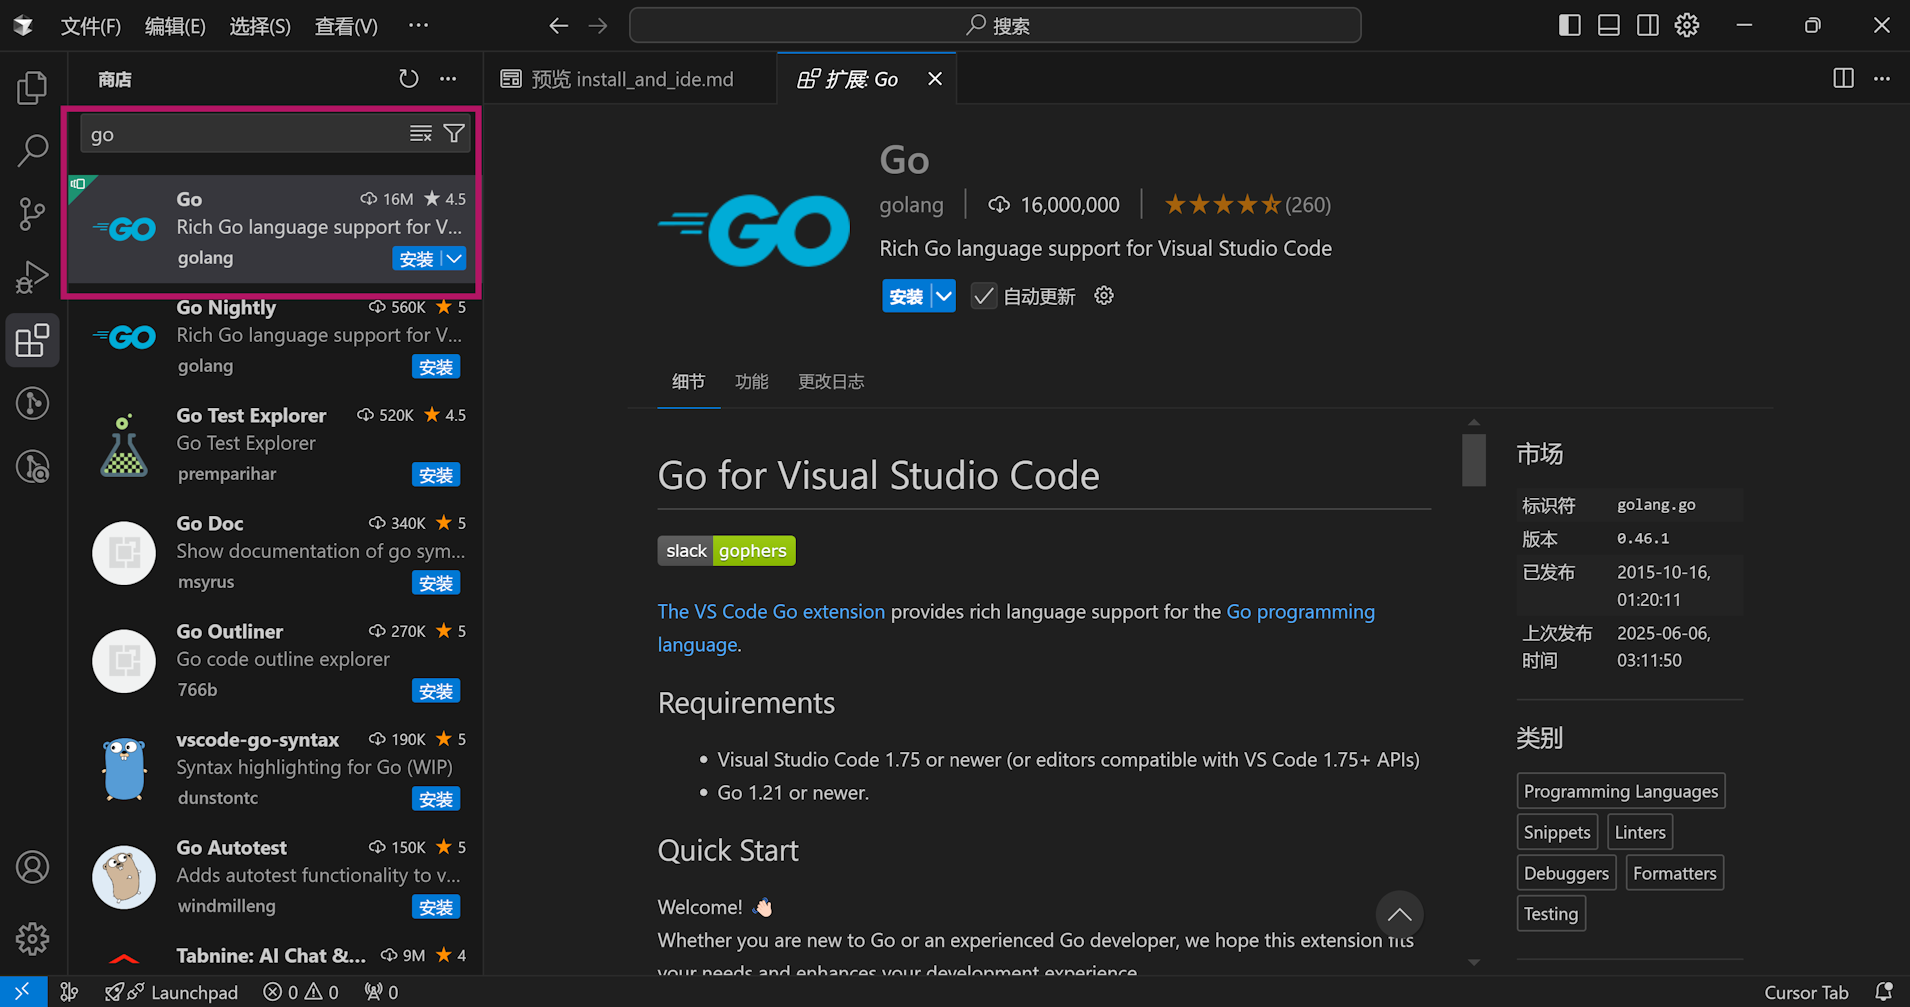 文件(F) 编辑(E) 选择(S) 查看(V) ··· 搜索
商店
预览 install_and_ide.md
扩展: Go
go
Go 16M 4.5
Rich Go language support for V...
golang 安装
Go Nightly 560K 5
Rich Go language support for V...
golang 安装
Go Test Explorer 520K 4.5
Go Test Explorer
premparihar 安装
Go Doc 340K 5
Show documentation of go sym...
msyrus 安装
Go Outliner 270K 5
Go code outline explorer
766b 安装
vscode-go-syntax 190K 5
Syntax highlighting for Go (WIP)
dunstontc 安装
Go Autotest 150K 5
Adds autotest functionality to v...
windmilleng 安装
Tabnine: AI Chat &... 9M 4
GO
Go
golang 16,000,000 (260)
Rich Go language support for Visual Studio Code
安装 自动更新
细节 功能 更改日志
Go for Visual Studio Code
slack gophers
The VS Code Go extension provides rich language support for the Go programming
language.
Requirements
• Visual Studio Code 1.75 or newer (or editors compatible with VS Code 1.75+ APIs)
• Go 1.21 or newer.
Quick Start
Welcome! 👋🏻
Whether you are new to Go or an experienced Go developer, we hope this extension fits
your needs and enhances your development experience.
市场
标识符 golang.go
版本 0.46.1
已发布 2015-10-16,
01:20:11
上次发布 2025-06-06,
时间 03:11:50
类别
Programming Languages
Snippets Linters
Debuggers Formatters
Testing
Launchpad 0 0 0 Cursor Tab